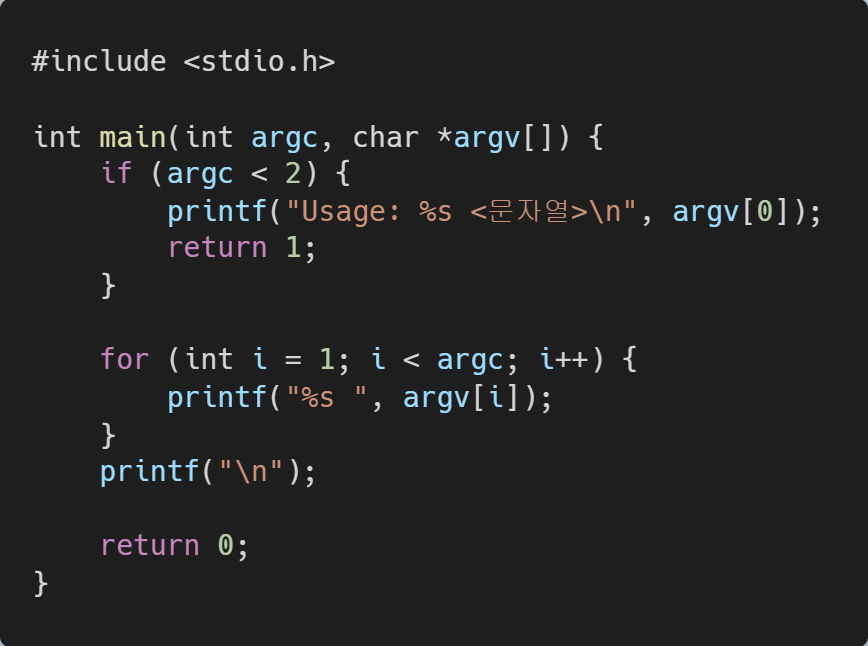 #include <stdio.h>

int main(int argc, char *argv[]) {
    if (argc < 2) {
        printf("Usage: %s <문자열>\n", argv[0]);
        return 1;
    }

    for (int i = 1; i < argc; i++) {
        printf("%s ", argv[i]);
    }
    printf("\n");

    return 0;
}